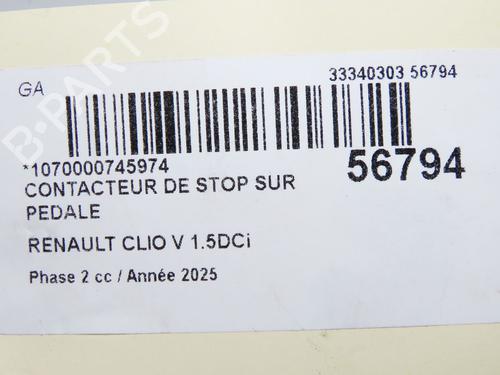 GA
33340303 56794
*1070000745974
56794
CONTACTEUR DE STOP SUR
PEDALE
RENAULT CLIO V 1.5DCi
Phase 2 cc / Année 2025
B-PARTS